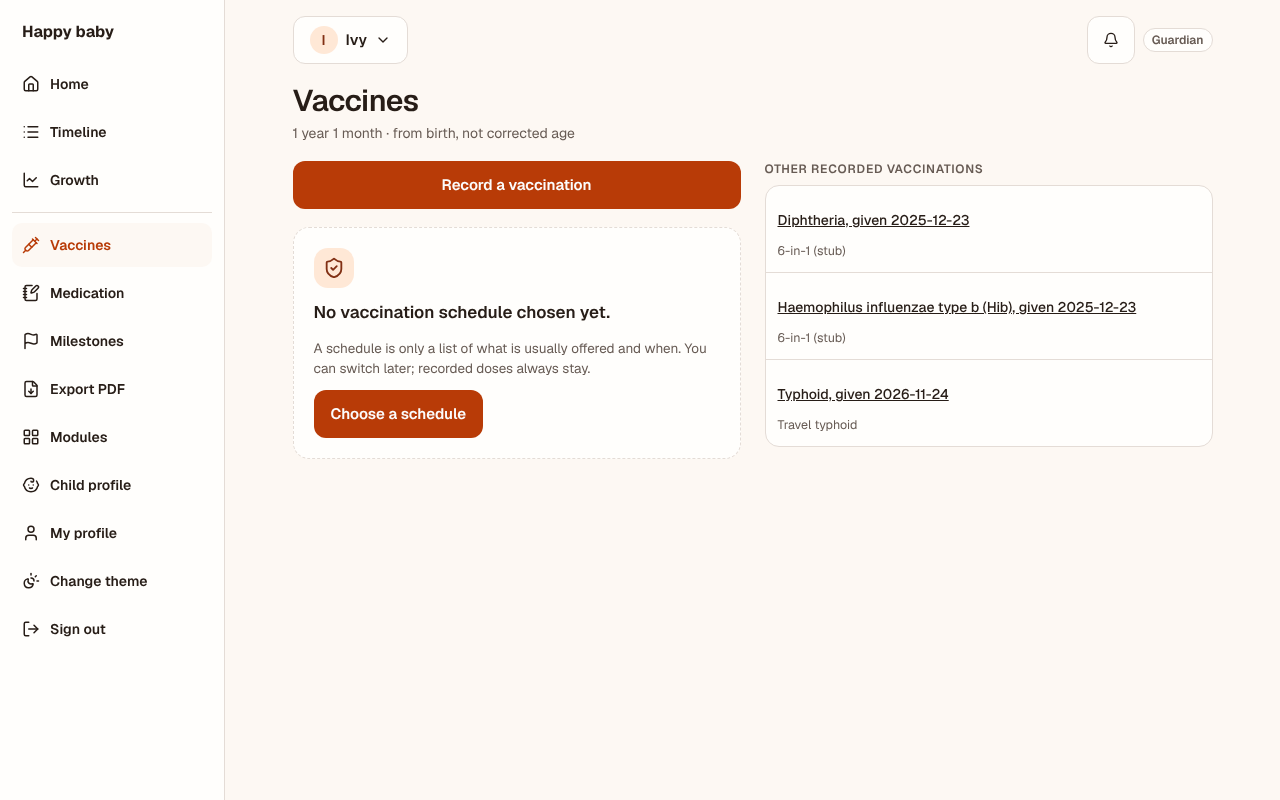 Happy baby
Home
Timeline
Growth
Vaccines
Medication
Milestones
Export PDF
Modules
Child profile
My profile
Change theme
Sign out
I Ivy
Guardian
Vaccines
1 year 1 month · from birth, not corrected age
Record a vaccination
No vaccination schedule chosen yet.
A schedule is only a list of what is usually offered and when. You
can switch later; recorded doses always stay.
Choose a schedule
OTHER RECORDED VACCINATIONS
Diphtheria, given 2025-12-23
6-in-1 (stub)
Haemophilus influenzae type b (Hib), given 2025-12-23
6-in-1 (stub)
Typhoid, given 2026-11-24
Travel typhoid